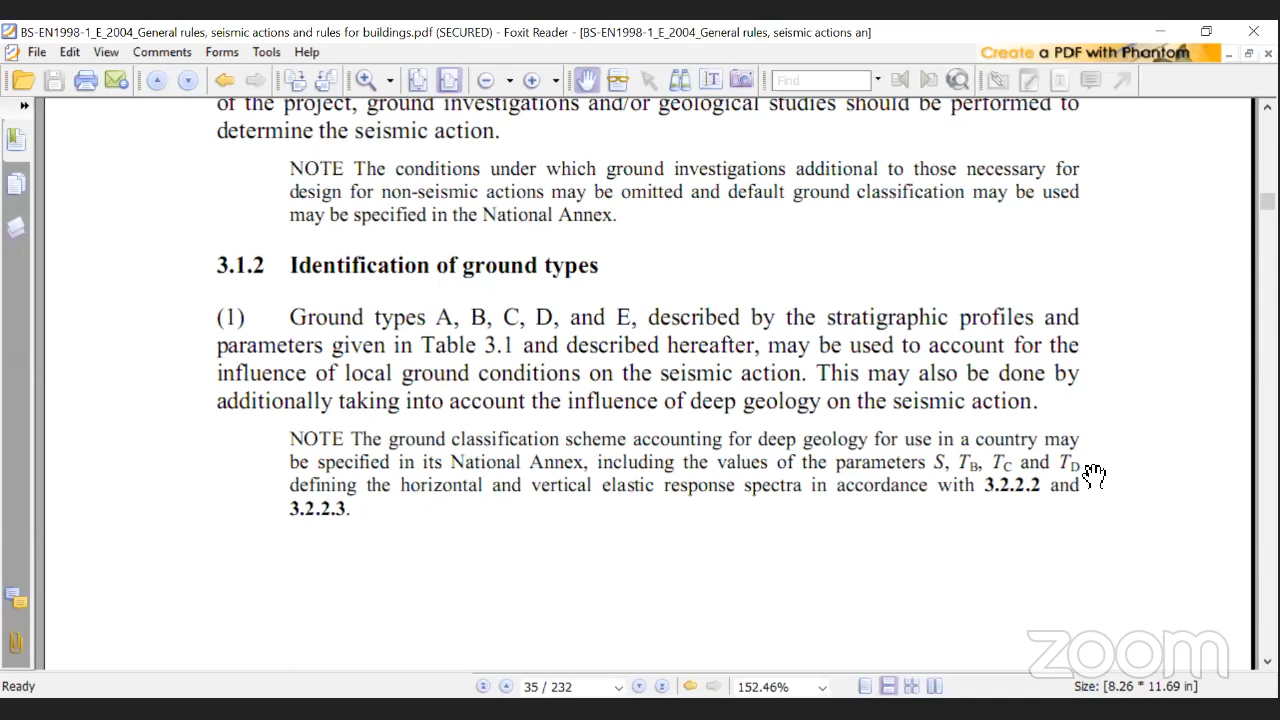 BS-EN1998-1_E_2004_General rules, seismic actions and rules for buildings.pdf (SECURED) - Foxit Reader - [BS-EN1998-1_E_2004_General rules, seismic actions an]
File Edit View Comments Forms Tools Help
Create a PDF with Phantom
Find
of the project, ground investigations and/or geological studies should be performed to
determine the seismic action.
NOTE The conditions under which ground investigations additional to those necessary for
design for non-seismic actions may be omitted and default ground classification may be used
may be specified in the National Annex.
3.1.2 Identification of ground types
(1) Ground types A, B, C, D, and E, described by the stratigraphic profiles and
parameters given in Table 3.1 and described hereafter, may be used to account for the
influence of local ground conditions on the seismic action. This may also be done by
additionally taking into account the influence of deep geology on the seismic action.
NOTE The ground classification scheme accounting for deep geology for use in a country may
be specified in its National Annex, including the values of the parameters S, TB, TC and TD
defining the horizontal and vertical elastic response spectra in accordance with 3.2.2.2 and
3.2.2.3.
zoom
Ready 35 / 232 152.46% Size: [8.26 * 11.69 in]